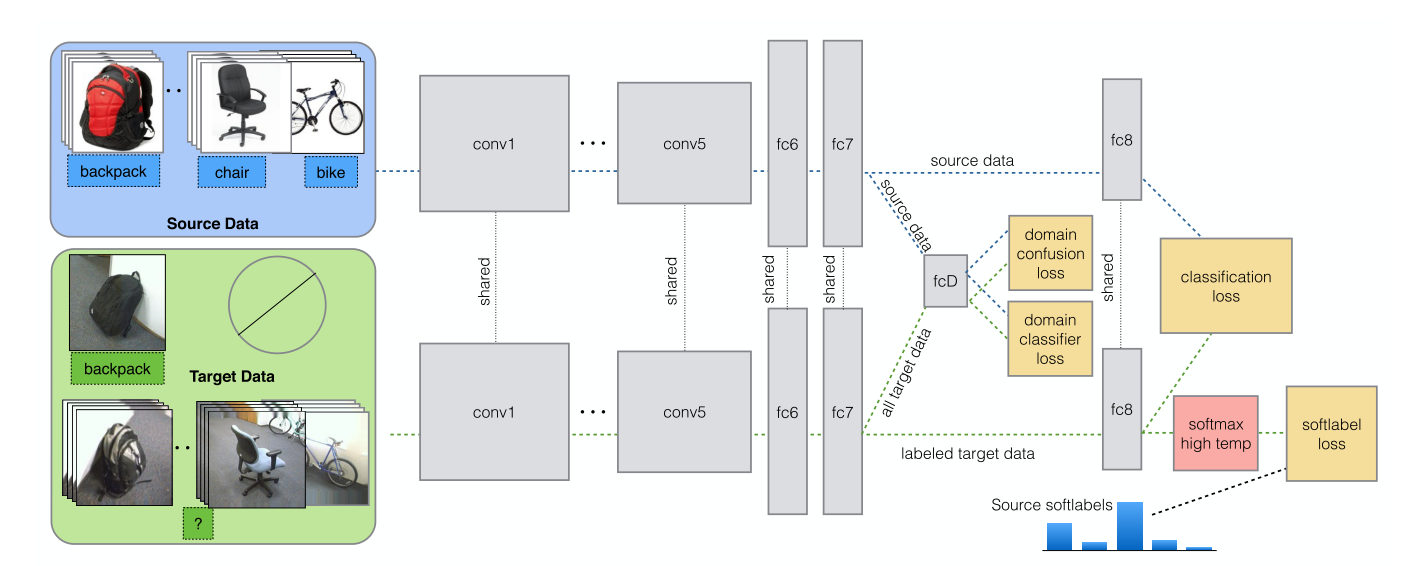 backpack
chair
bike
Source Data
backpack
Target Data
?
conv1
...
conv5
fc6
fc7
source data
fc8
source data
shared
shared
shared
shared
shared
fcD
domain
confusion
loss
domain
classifier
loss
classification
loss
all target data
conv1
...
conv5
fc6
fc7
labeled target data
fc8
softmax
high temp
softlabel
loss
Source softlabels